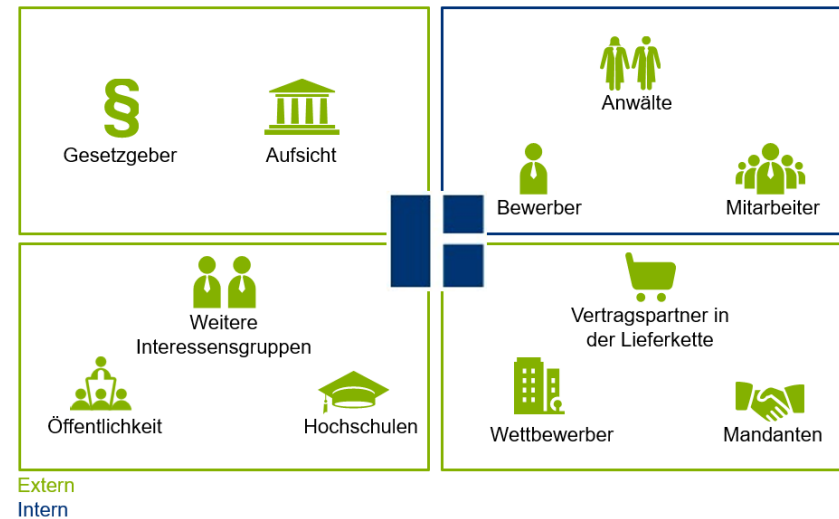 §
Gesetzgeber
Aufsicht
Anwälte
Bewerber
Mitarbeiter
Weitere
Interessensgruppen
Öffentlichkeit
Hochschulen
Vertragspartner in
der Lieferkette
Wettbewerber
Mandanten
Extern
Intern